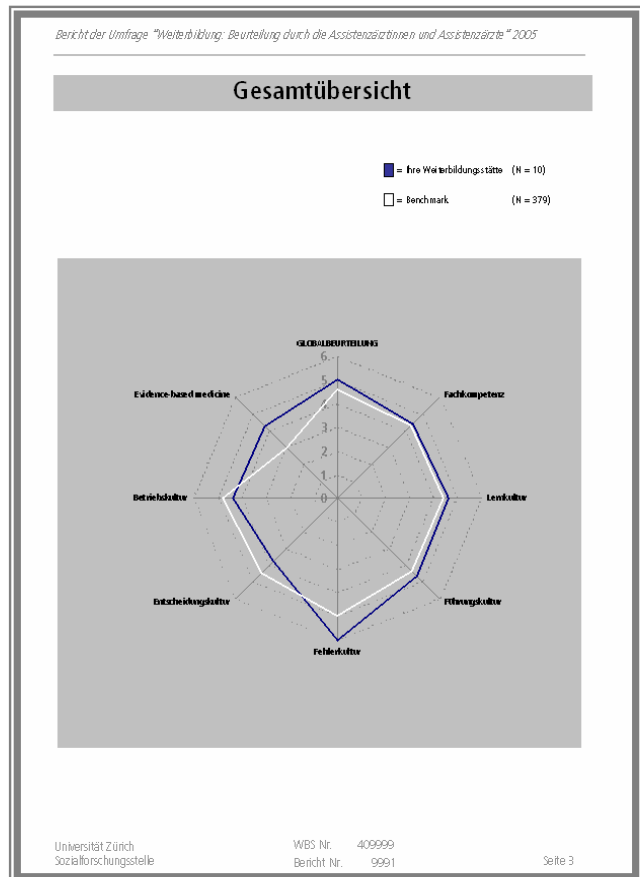 Bericht der Umfrage "Weiterbildung: Beurteilung durch die Assistenzärztinnen und Assistenzärzte" 2005
Gesamtübersicht
= Ihre Weiterbildungsstätte (N = 10)
= Benchmark (N = 379)
GLOBALBEURTEILUNG
6
5
4
3
2
1
0
Evidence-based medicine
Fachkompetenz
Betriebskultur
Lernkultur
Entscheidungskultur
Führungskultur
Fehlerkultur
Universität Zürich
Sozialforschungsstelle
WBS Nr. 409999
Bericht Nr. 9991
Seite 3